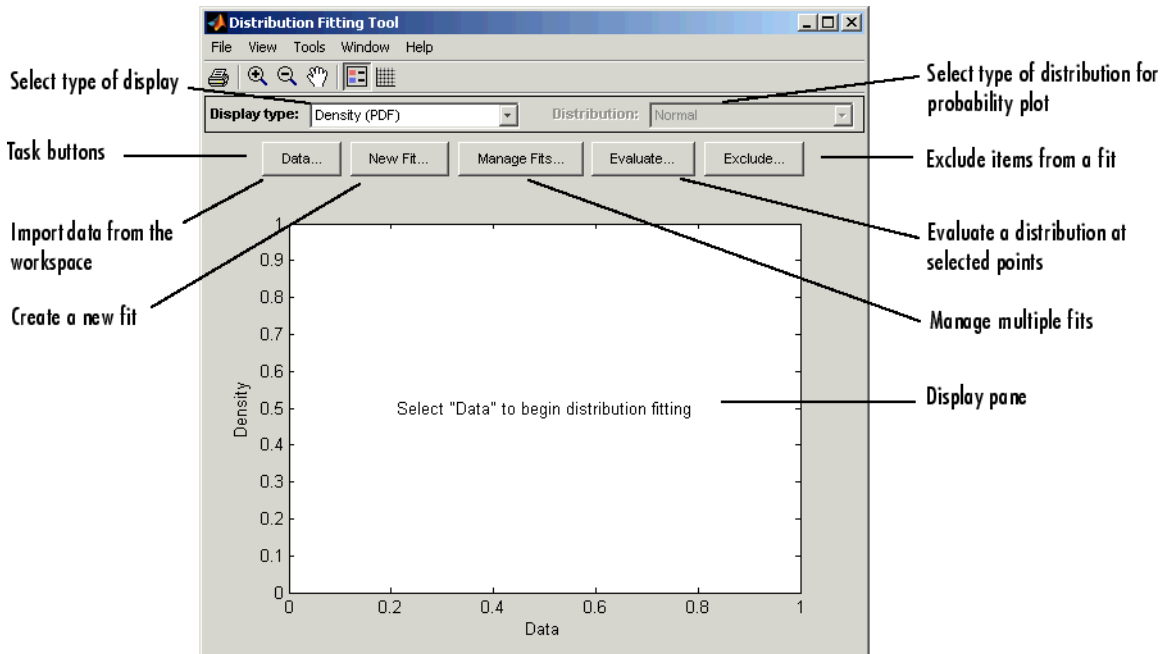 Distribution Fitting Tool
File View Tools Window Help
Select type of display
Select type of distribution for
probability plot
Display type: Density (PDF) Distribution: Normal
Task buttons
Data... New Fit... Manage Fits... Evaluate... Exclude...
Exclude items from a fit
Import data from the
workspace
Evaluate a distribution at
selected points
Create a new fit
Manage multiple fits
Display pane
1
0.9
0.8
0.7
0.6
0.5
0.4
0.3
0.2
0.1
0
Density
Select "Data" to begin distribution fitting
0 0.2 0.4 0.6 0.8 1
Data